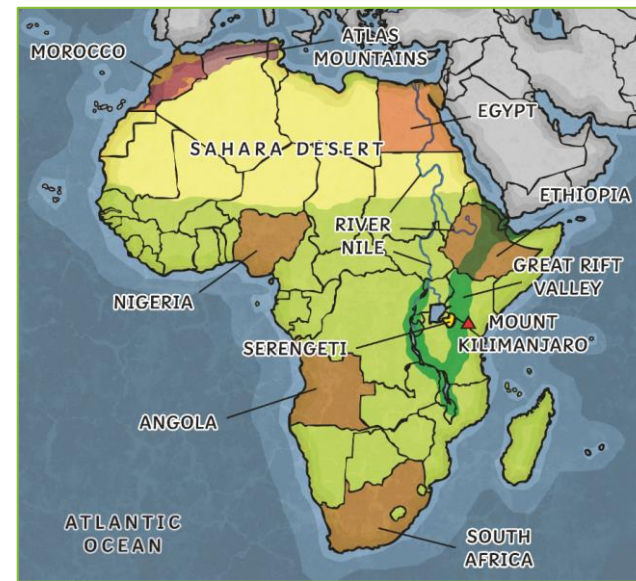 MOROCCO
ATLAS
MOUNTAINS
EGYPT
SAHARA DESERT
ETHIOPIA
RIVER
NILE
GREAT RIFT
VALLEY
NIGERIA
MOUNT
KILIMANJARO
SERENGETI
ANGOLA
ATLANTIC
OCEAN
SOUTH
AFRICA